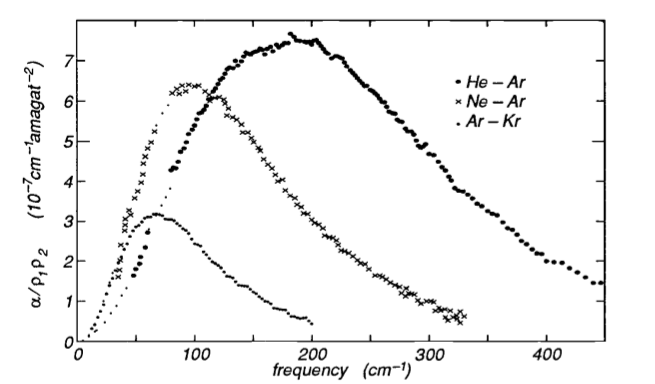 α/ρ₁ρ₂ (10⁻⁷cm⁻¹amagat⁻²)
7
6
5
4
3
2
1
0
• He – Ar
× Ne – Ar
· Ar – Kr
0 100 200 300 400
frequency (cm⁻¹)